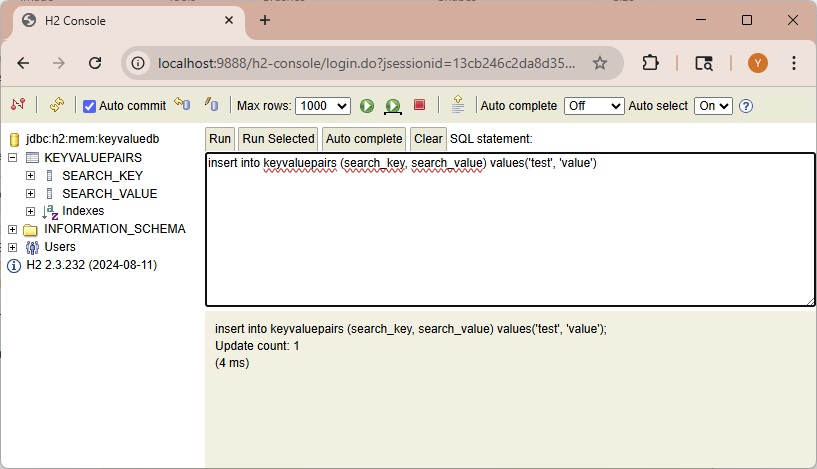 H2 Console
localhost:9888/h2-console/login.do?jsessionid=13cb246c2da8d35...
Y
Auto commit
Max rows: 1000
Auto complete Off
Auto select On
?
jdbc:h2:mem:keyvaluedb
KEYVALUEPAIRS
SEARCH_KEY
SEARCH_VALUE
Indexes
INFORMATION_SCHEMA
Users
H2 2.3.232 (2024-08-11)
Run Run Selected Auto complete Clear SQL statement:
insert into keyvaluepairs (search_key, search_value) values('test', 'value')
insert into keyvaluepairs (search_key, search_value) values('test', 'value');
Update count: 1
(4 ms)